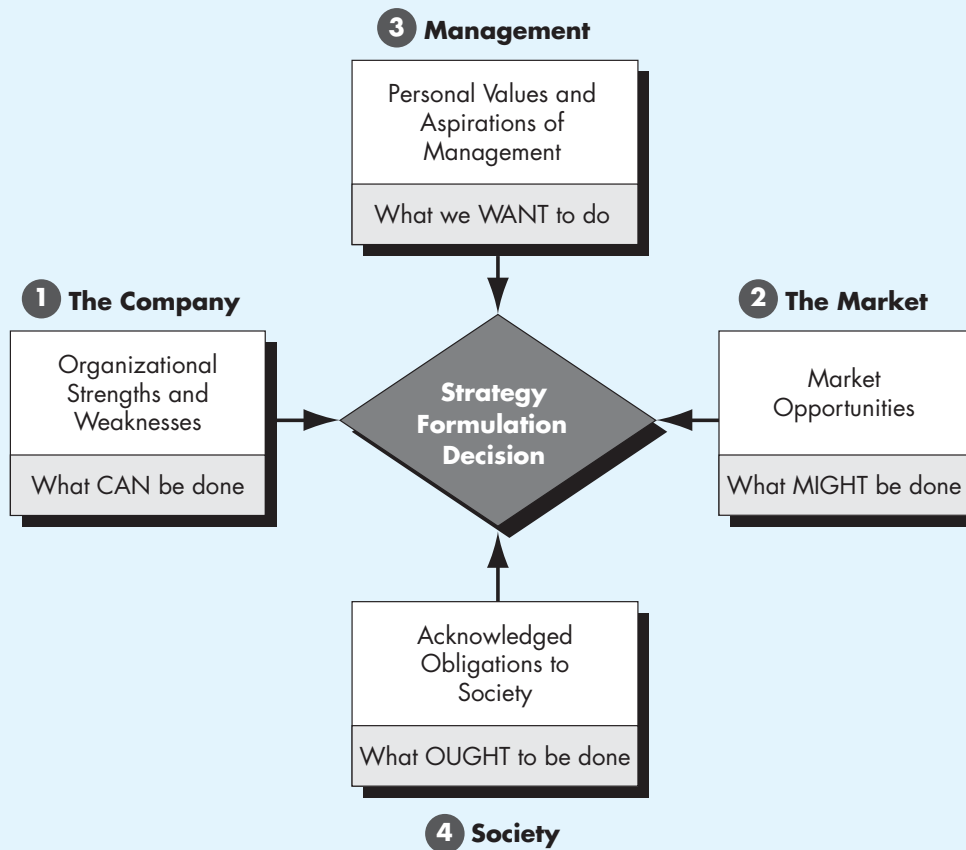 3 Management
Personal Values and
Aspirations of
Management
What we WANT to do
1 The Company
Organizational
Strengths and
Weaknesses
What CAN be done
Strategy
Formulation
Decision
2 The Market
Market
Opportunities
What MIGHT be done
Acknowledged
Obligations to
Society
What OUGHT to be done
4 Society